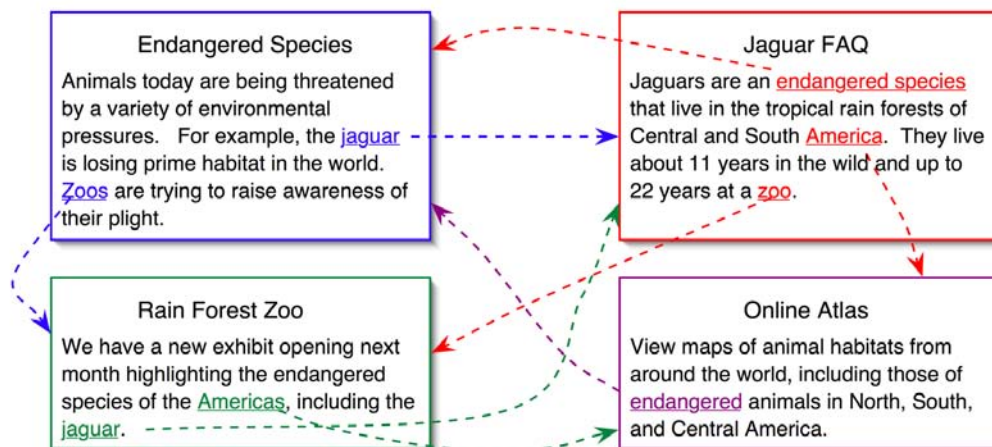 Endangered Species
Animals today are being threatened
by a variety of environmental
pressures.   For example, the jaguar
is losing prime habitat in the world.
Zoos are trying to raise awareness of
their plight.
Jaguar FAQ
Jaguars are an endangered species
that live in the tropical rain forests of
Central and South America.  They live
about 11 years in the wild and up to
22 years at a zoo.
Rain Forest Zoo
We have a new exhibit opening next
month highlighting the endangered
species of the Americas, including the
jaguar.
Online Atlas
View maps of animal habitats from
around the world, including those of
endangered animals in North, South,
and Central America.